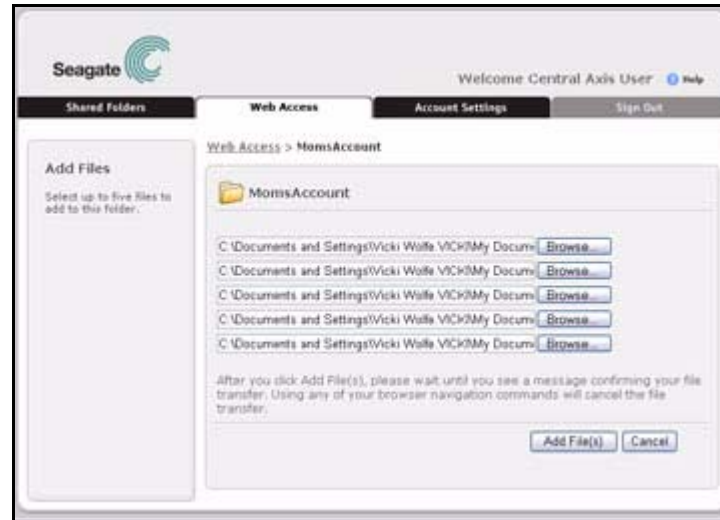 Seagate
Welcome Central Axis User Help
Shared Folders Web Access Account Settings Sign Out
Web Access > MomsAccount
Add Files
Select up to five files to
add to this folder.
MomsAccount
C:\Documents and Settings\Vicki Wolfe VICKI\My Docum Browse...
C:\Documents and Settings\Vicki Wolfe VICKI\My Docum Browse...
C:\Documents and Settings\Vicki Wolfe VICKI\My Docum Browse...
C:\Documents and Settings\Vicki Wolfe VICKI\My Docum Browse...
C:\Documents and Settings\Vicki Wolfe VICKI\My Docum Browse...
After you click Add File(s), please wait until you see a message confirming your file
transfer. Using any of your browser navigation commands will cancel the file
transfer.
Add File(s) Cancel